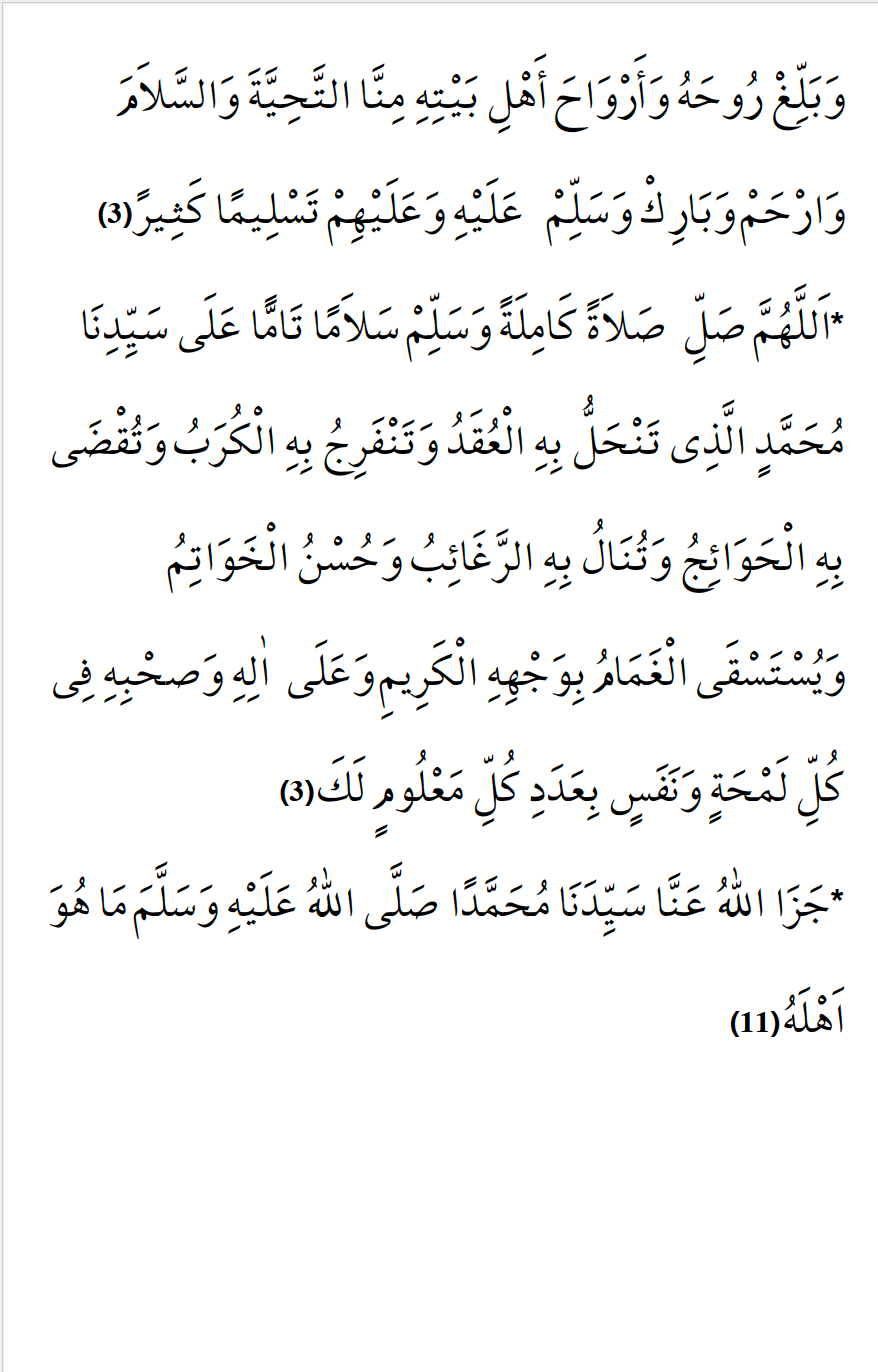 وَبَلِّغْ رُوحَهُ وَأَرْوَاحَ أَهْلِ بَيْتِهِ مِنَّا التَّحِيَّةَ وَالسَّلاَمَ
وَارْحَمْ وَبَارِكْ وَسَلِّمْ عَلَيْهِ وَعَلَيْهِمْ تَسْلِيمًا كَثِيرً(3)
*اَللَّهُمَّ صَلِّ صَلاَةً كَامِلَةً وَسَلِّمْ سَلاَمًا تَامًّا عَلَى سَيِّدِنَا
مُحَمَّدٍ الَّذِى تَنْحَلُّ بِهِ الْعُقَدُ وَتَنْفَرِجُ بِهِ الْكُرَبُ وَتُقْضَى
بِهِ الْحَوَائِجُ وَتُنَالُ بِهِ الرَّغَائِبُ وَحُسْنُ الْخَوَاتِمُ
وَيُسْتَسْقَى الْغَمَامُ بِوَجْهِهِ الْكَرِيمِ وَعَلَى اٰلِهِ وَصحْبِهِ فِى
كُلِّ لَمْحَةٍ وَنَفَسٍ بِعَدَدِ كُلِّ مَعْلُومٍ لَكَ(3)
*جَزَا اللهُ عَنَّا سَيِّدَنَا مُحَمَّدًا صَلَّى اللهُ عَلَيْهِ وَسَلَّمَ مَا هُوَ
اَهْلَهُ(11)